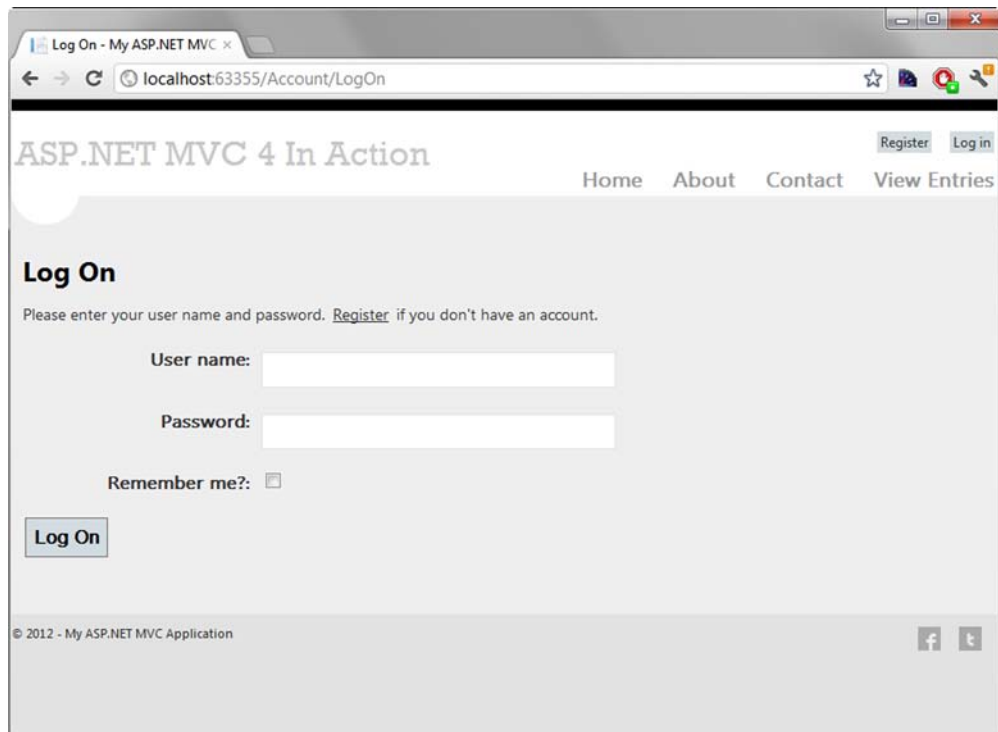 Log On - My ASP.NET MVC
localhost:63355/Account/LogOn
ASP.NET MVC 4 In Action
Register Log in
Home About Contact View Entries
Log On
Please enter your user name and password. Register if you don't have an account.
User name:
Password:
Remember me?:
Log On
© 2012 - My ASP.NET MVC Application